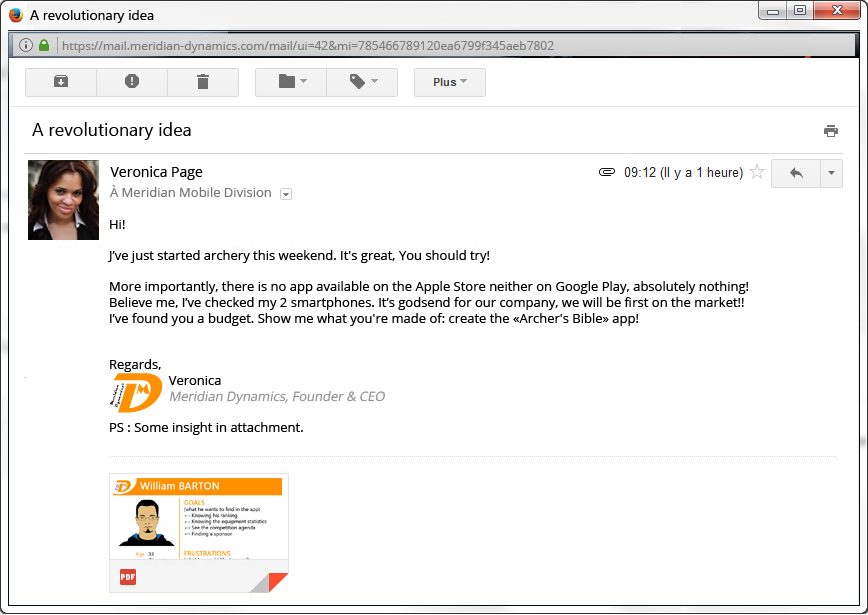 A revolutionary idea
https://mail.meridian-dynamics.com/mail/ui=42&mi=785466789120ea6799f345aeb7802
Plus
A revolutionary idea
Veronica Page
09:12 (Il y a 1 heure)
À Meridian Mobile Division
Hi!
J’ve just started archery this weekend. It's great, You should try!
More importantly, there is no app available on the Apple Store neither on Google Play, absolutely nothing!
Believe me, I’ve checked my 2 smartphones. It’s godsend for our company, we will be first on the market!!
I’ve found you a budget. Show me what you're made of: create the «Archer's Bible» app!
Regards,
Veronica
Meridian Dynamics, Founder & CEO
PS : Some insight in attachment.
William BARTON
GOALS
(what he wants to find in the app)
Knowing his ranking
Knowing the equipment statistics
See the competition agenda
Finding a sponsor
Age 33
FRUSTRATIONS
PDF